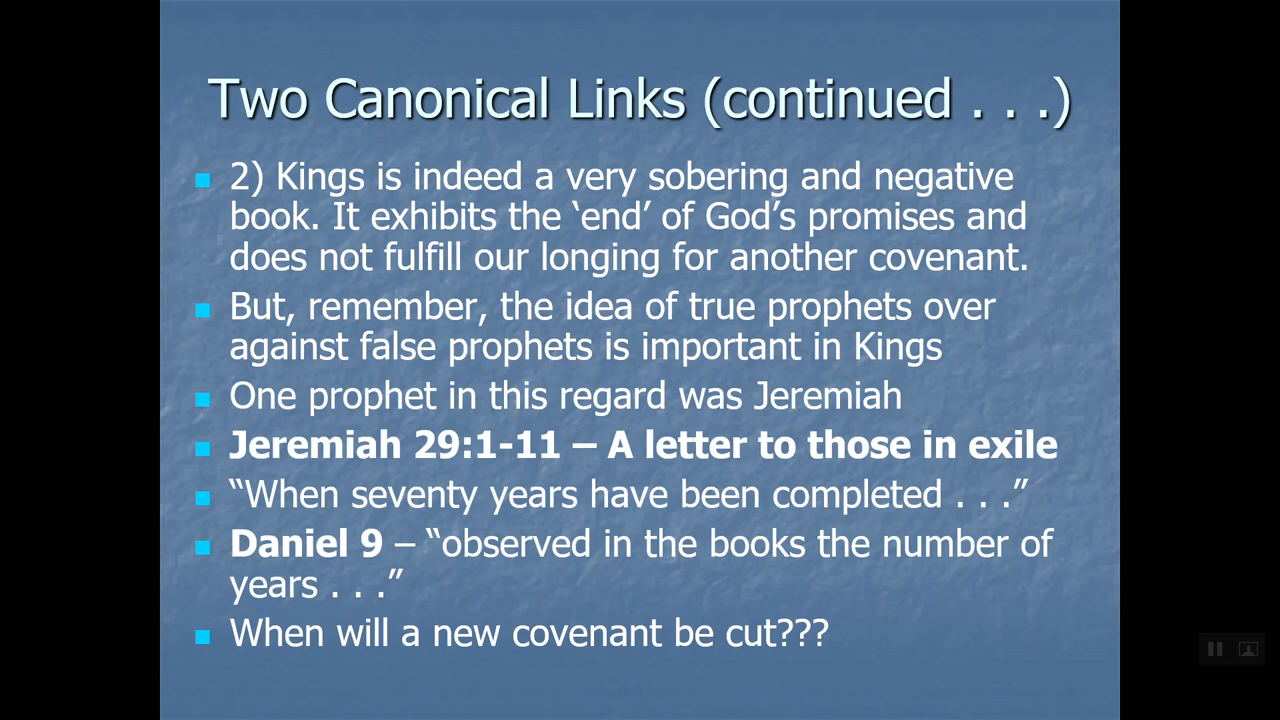 Two Canonical Links (continued . . .)
2) Kings is indeed a very sobering and negative
book. It exhibits the ‘end’ of God’s promises and
does not fulfill our longing for another covenant.
But, remember, the idea of true prophets over
against false prophets is important in Kings
One prophet in this regard was Jeremiah
Jeremiah 29:1-11 – A letter to those in exile
“When seventy years have been completed . . .”
Daniel 9 – “observed in the books the number of
years . . .”
When will a new covenant be cut???